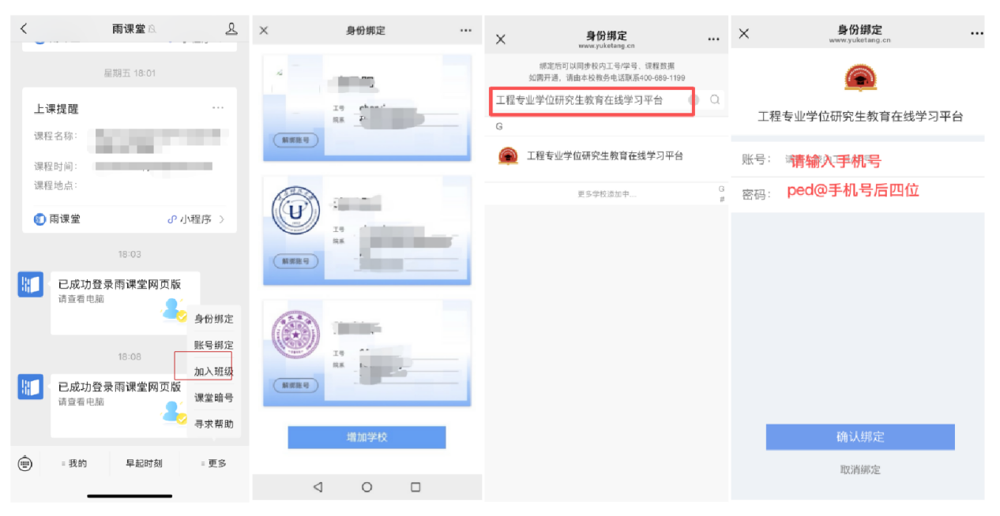 雨课堂
星期五 18:01
上课提醒
课程名称:
课程时间:
课程地点:
雨课堂
小程序
18:03
已成功登录雨课堂网页版
请查看电脑
身份绑定
账号绑定
18:08
加入班级
已成功登录雨课堂网页版
请查看电脑
课堂暗号
寻求帮助
我的
早起时刻
更多
身份绑定
工号
院系
解绑账号
工号
院系
解绑账号
工号
院系
解绑账号
增加学校
身份绑定
www.yuketang.cn
绑定后可以同步校内工号/学号、课程数据
如需开通，请由本校教务电话联系400-689-1199
工程专业学位研究生教育在线学习平台
G
工程专业学位研究生教育在线学习平台
更多学校添加中...
G
#
身份绑定
www.yuketang.cn
工程专业学位研究生教育在线学习平台
账号:
请输入手机号
密码:
ped@手机号后四位
确认绑定
取消绑定